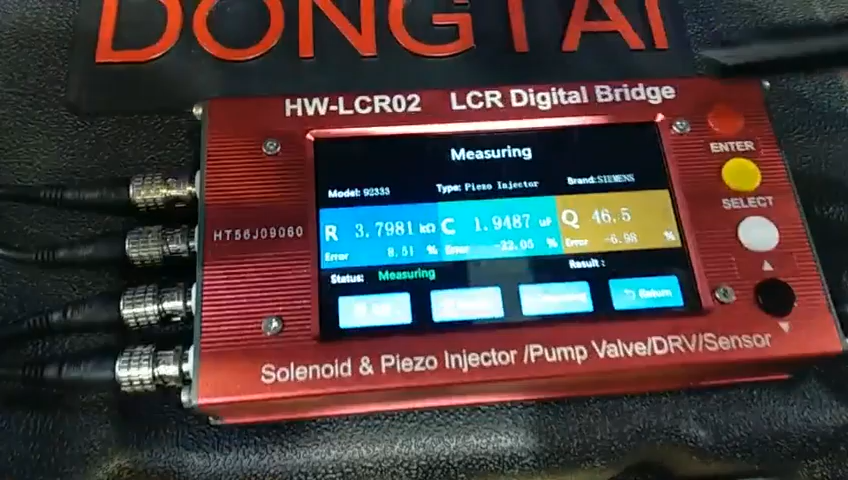 DONGTAI
HW-LCR02 LCR Digital Bridge
Measuring
ENTER
Model: 92333 Type: Piezo Injector Brand:SIEMENS
SELECT
R 3.7981 kΩ C 1.9487 uF Q 46.5
HT56J09060
Error 8.51 % Error -22.05 % Error -6.98 %
Status: Measuring Result :
Return
Solenoid & Piezo Injector /Pump Valve/DRV/Sensor